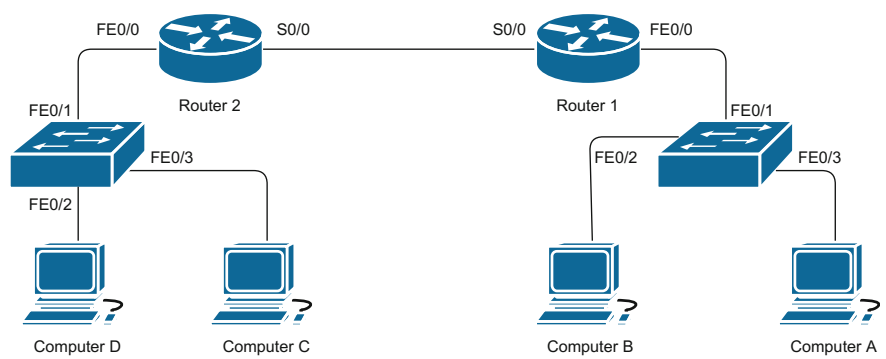 FE0/0
S0/0
S0/0
FE0/0
Router 2
Router 1
FE0/1
FE0/1
FE0/3
FE0/2
FE0/3
FE0/2
Computer D
Computer C
Computer B
Computer A